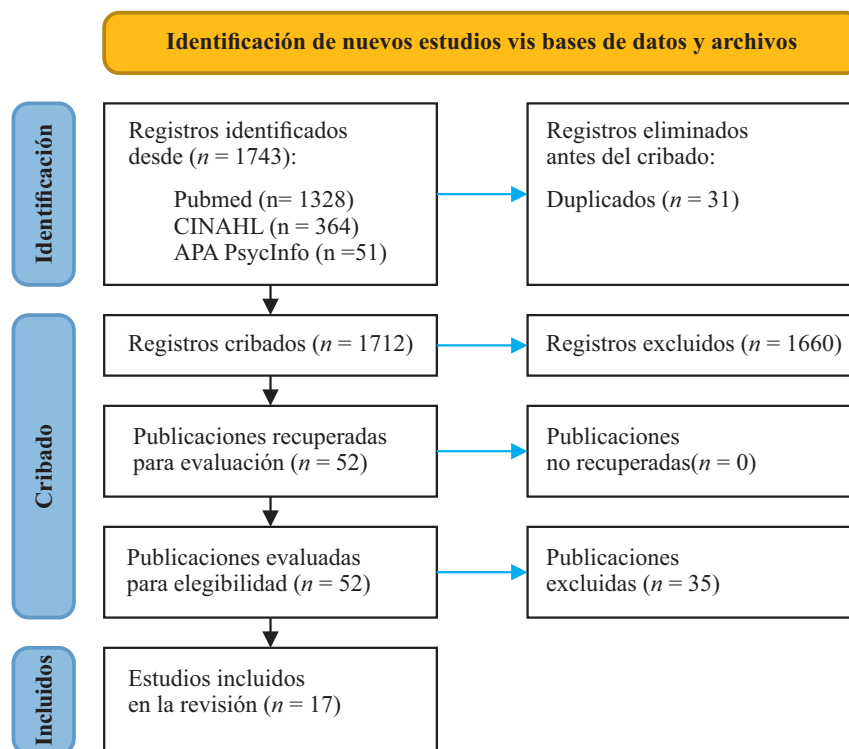 Identificación de nuevos estudios vis bases de datos y archivos
Identificación
Registros identificados
desde (n = 1743):
Pubmed (n= 1328)
CINAHL (n = 364)
APA PsycInfo (n =51)
Registros eliminados
antes del cribado:
Duplicados (n = 31)
Cribado
Registros cribados (n = 1712)
Registros excluidos (n = 1660)
Publicaciones recuperadas
para evaluación (n = 52)
Publicaciones
no recuperadas(n = 0)
Publicaciones evaluadas
para elegibilidad (n = 52)
Publicaciones
excluidas (n = 35)
Incluidos
Estudios incluidos
en la revisión (n = 17)